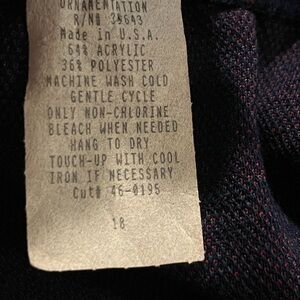 ORNAMENTATION
R/N# 38643
Made in U.S.A.
64% ACRYLIC
36% POLYESTER
MACHINE WASH COLD
GENTLE CYCLE
ONLY NON-CHLORINE
BLEACH WHEN NEEDED
HANG TO DRY
TOUCH-UP WITH COOL
IRON IF NECESSARY
Cut# 46-0195
18